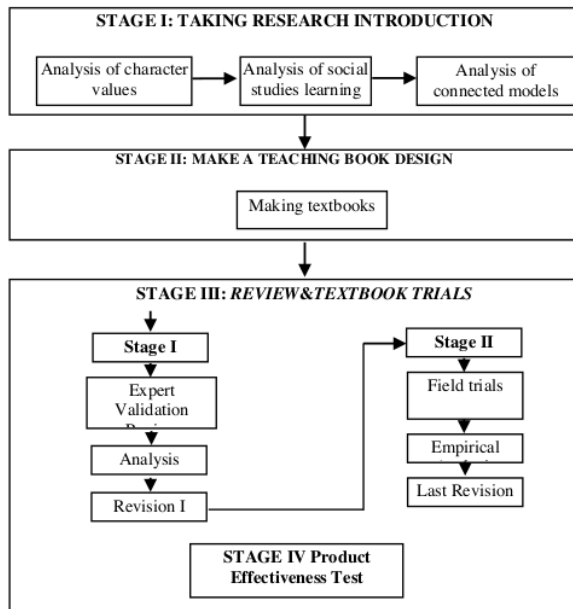 STAGE I: TAKING RESEARCH INTRODUCTION
Analysis of character
values
Analysis of social
studies learning
Analysis of
connected models
STAGE II: MAKE A TEACHING BOOK DESIGN
Making textbooks
STAGE III: REVIEW&TEXTBOOK TRIALS
Stage I
Expert
Validation
Analysis
Revision I
Stage II
Field trials
Empirical
Last Revision
STAGE IV Product
Effectiveness Test